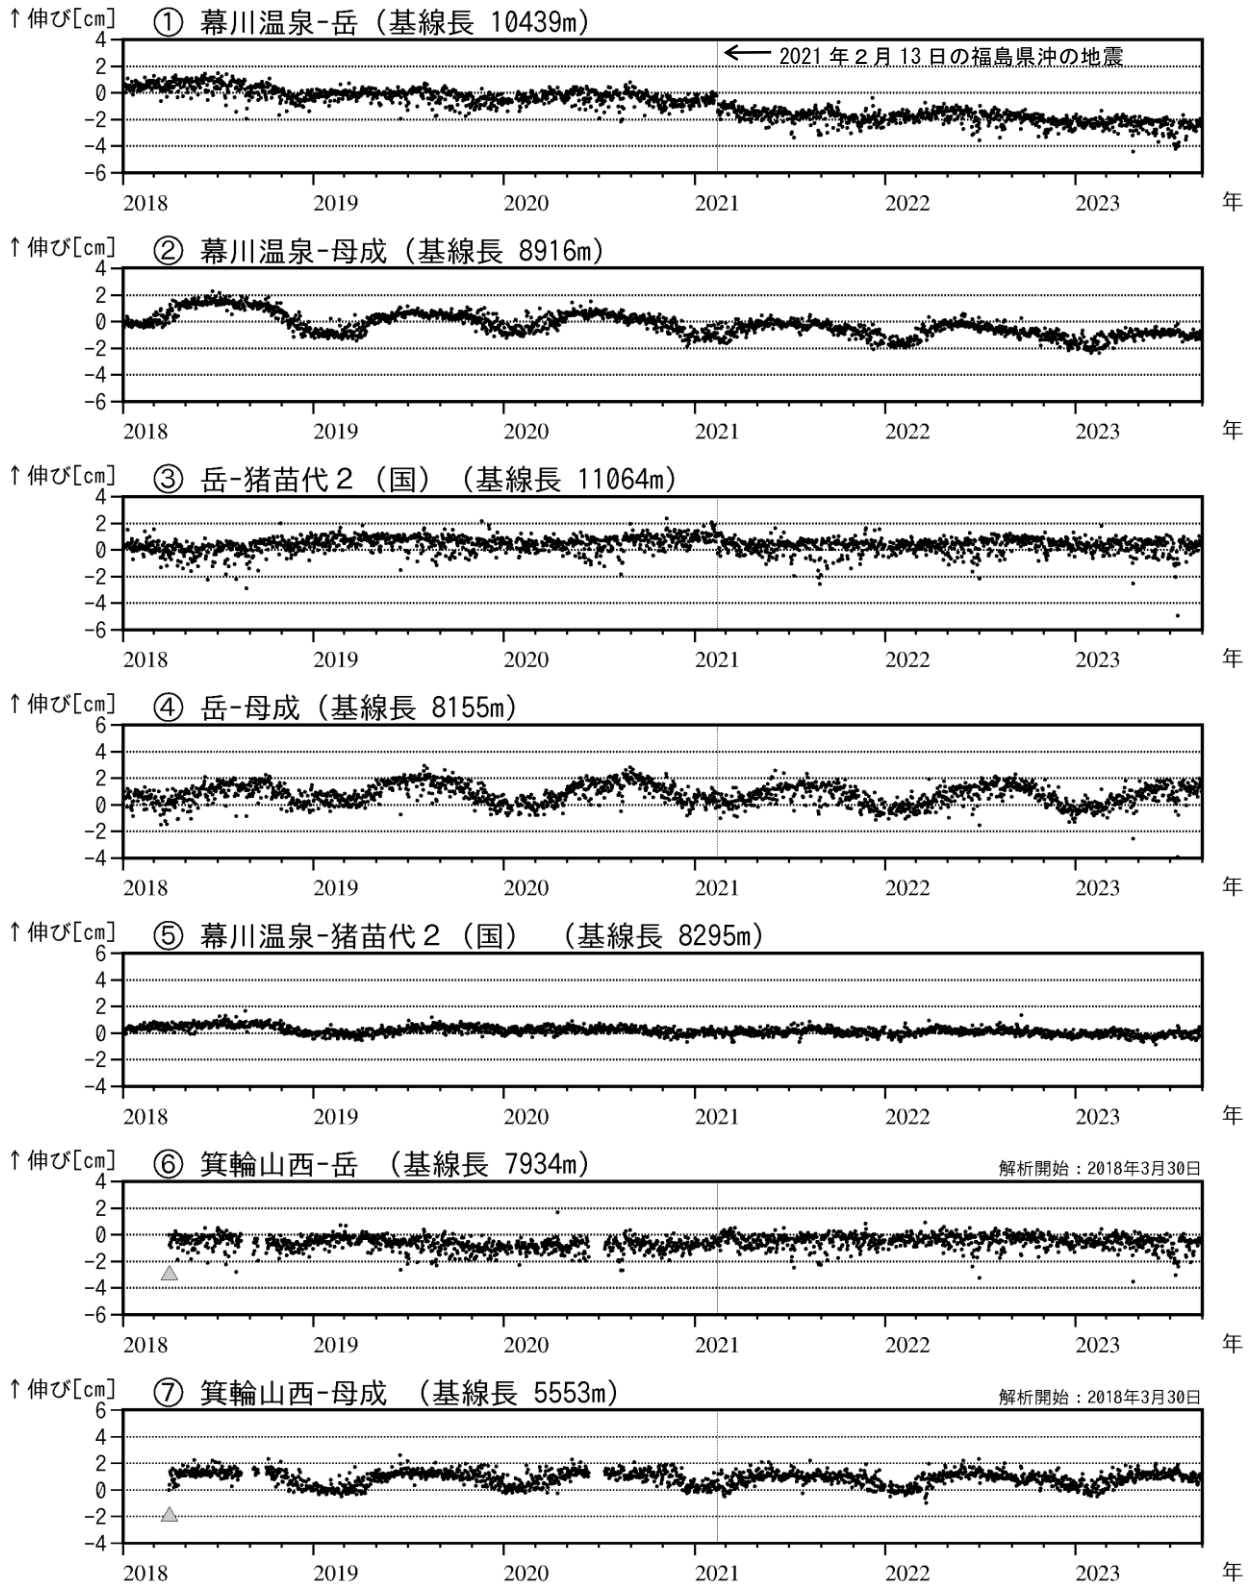 ↑伸び[cm] ① 幕川温泉-岳 (基線長 10439m)
4
2
0
-2
-4
-6
← 2021年2月13日の福島県沖の地震
2018 2019 2020 2021 2022 2023 年
↑伸び[cm] ② 幕川温泉-母成 (基線長 8916m)
4
2
0
-2
-4
-6
2018 2019 2020 2021 2022 2023 年
↑伸び[cm] ③ 岳-猪苗代2(国) (基線長 11064m)
4
2
0
-2
-4
-6
2018 2019 2020 2021 2022 2023 年
↑伸び[cm] ④ 岳-母成 (基線長 8155m)
6
4
2
0
-2
-4
2018 2019 2020 2021 2022 2023 年
↑伸び[cm] ⑤ 幕川温泉-猪苗代2(国) (基線長 8295m)
6
4
2
0
-2
-4
2018 2019 2020 2021 2022 2023 年
↑伸び[cm] ⑥ 箕輪山西-岳 (基線長 7934m) 解析開始:2018年3月30日
4
2
0
-2
-4
-6
2018 2019 2020 2021 2022 2023 年
↑伸び[cm] ⑦ 箕輪山西-母成 (基線長 5553m) 解析開始:2018年3月30日
6
4
2
0
-2
-4
2018 2019 2020 2021 2022 2023 年